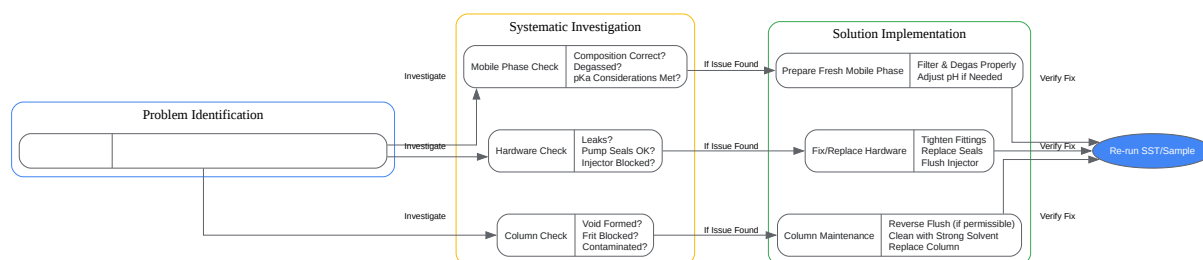 Systematic Investigation
Solution Implementation
Problem Identification
Mobile Phase Check
Composition Correct?
Degassed?
pKa Considerations Met?
If Issue Found
Prepare Fresh Mobile Phase
Filter & Degas Properly
Adjust pH if Needed
Investigate
Verify Fix
Investigate
Hardware Check
Leaks?
Pump Seals OK?
Injector Blocked?
If Issue Found
Fix/Replace Hardware
Tighten Fittings
Replace Seals
Flush Injector
Verify Fix
Re-run SST/Sample
Investigate
Column Check
Void Formed?
Frit Blocked?
Contaminated?
If Issue Found
Column Maintenance
Reverse Flush (if permissible)
Clean with Strong Solvent
Replace Column
Verify Fix